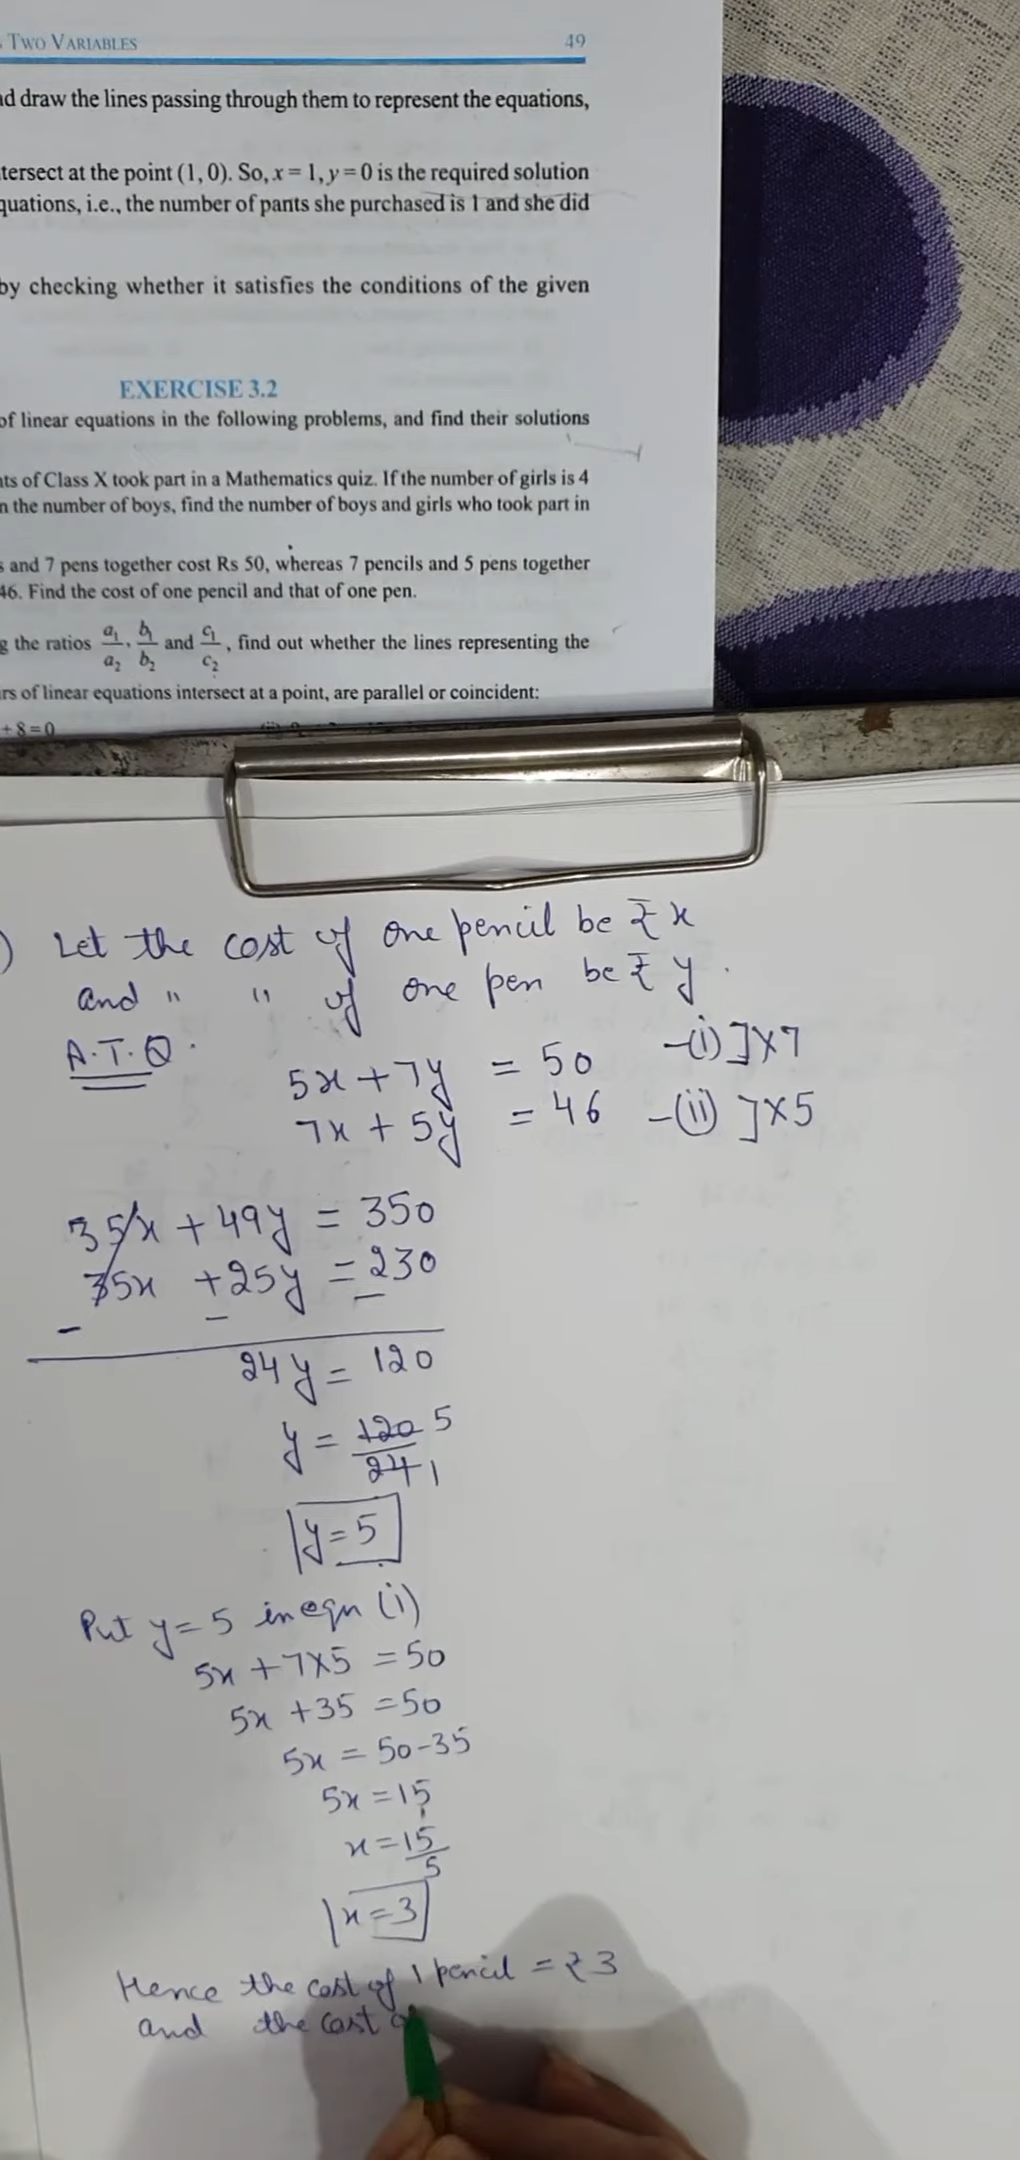 Two Variables 49
draw the lines passing through them to represent the equations,
intersect at the point (1, 0). So, x = 1, y = 0 is the required solution
equations, i.e., the number of pants she purchased is 1 and she did
by checking whether it satisfies the conditions of the given
EXERCISE 3.2
of linear equations in the following problems, and find their solutions
of Class X took part in a Mathematics quiz. If the number of girls is 4
the number of boys, find the number of boys and girls who took part in
and 7 pens together cost Rs 50, whereas 7 pencils and 5 pens together
46. Find the cost of one pencil and that of one pen.
the ratios a₁/a₂, b₁/b₂ and c₁/c₂, find out whether the lines representing the
of linear equations intersect at a point, are parallel or coincident:
+ 8 = 0
) Let the cost of one pencil be ₹ x
and " " of one pen be ₹ y.
A.T.Q.
5x + 7y = 50 -(i) ]×7
7x + 5y = 46 -(ii) ]×5
35x + 49y = 350
35x + 25y = 230
- - -
24y = 120
y = 120/24 5 1
y = 5
Put y = 5 in eqn (i)
5x + 7×5 = 50
5x + 35 = 50
5x = 50-35
5x = 15
x = 15/5
x = 3
Hence the cost of 1 pencil = ₹3
and the cost